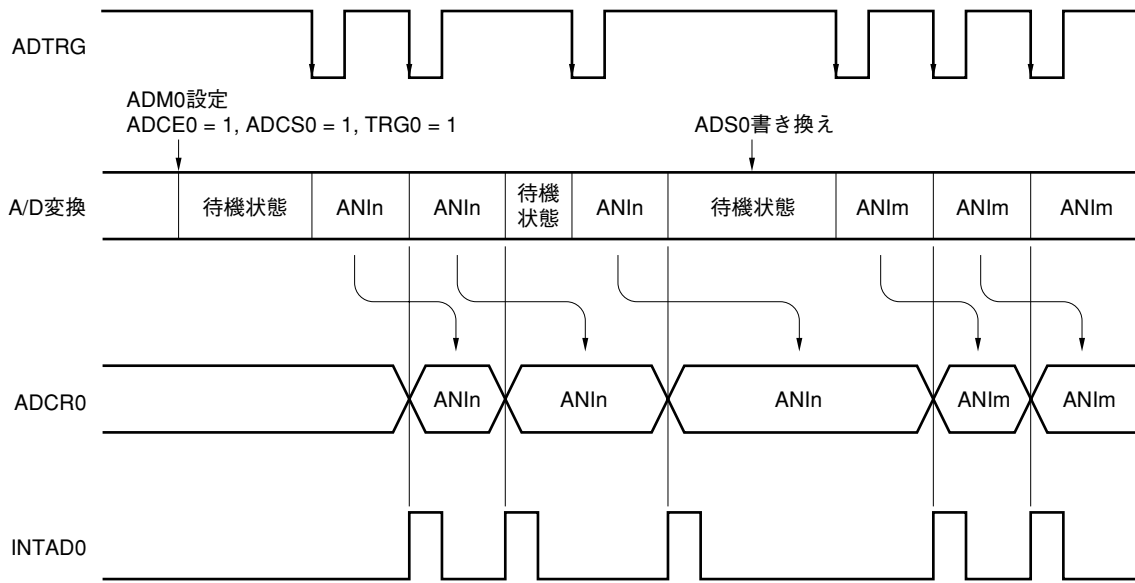 ADTRG
ADM0設定
ADCE0 = 1, ADCS0 = 1, TRG0 = 1
ADS0書き換え
A/D変換
待機状態
ANIn
ANIn
待機
状態
ANIn
待機状態
ANIm
ANIm
ANIm
ADCR0
ANIn
ANIn
ANIn
ANIm
ANIm
INTAD0